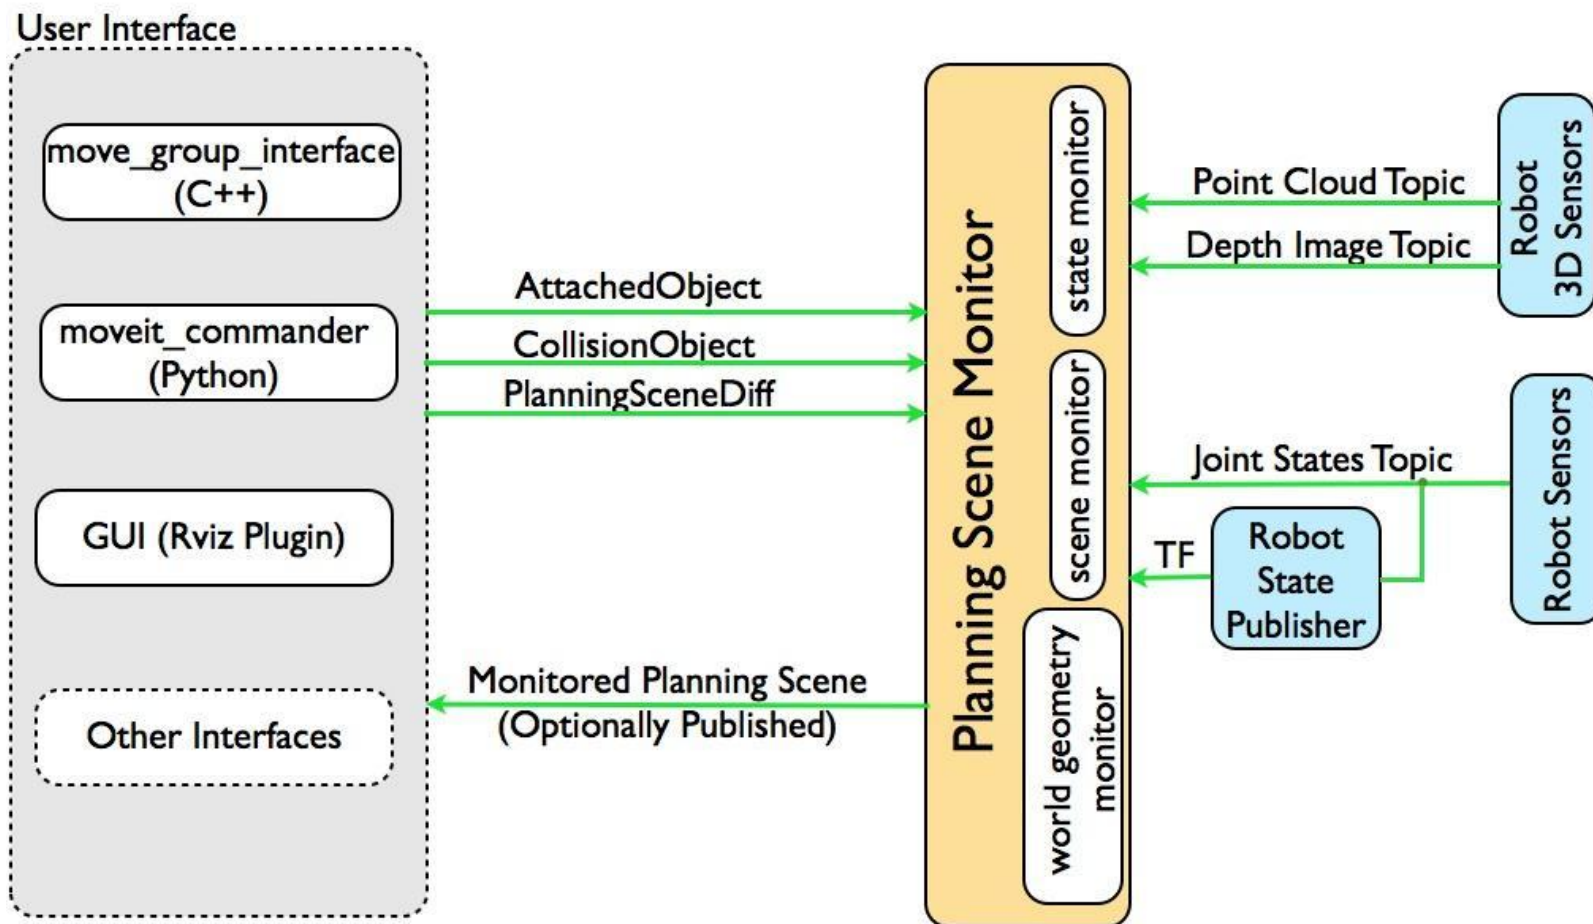 User Interface
move_group_interface
(C++)
moveit_commander
(Python)
GUI (Rviz Plugin)
Other Interfaces
AttachedObject
CollisionObject
PlanningSceneDiff
Monitored Planning Scene
(Optionally Published)
Planning Scene Monitor
state monitor
scene monitor
world geometry
monitor
Point Cloud Topic
Depth Image Topic
Joint States Topic
TF
Robot
State
Publisher
Robot
3D Sensors
Robot Sensors